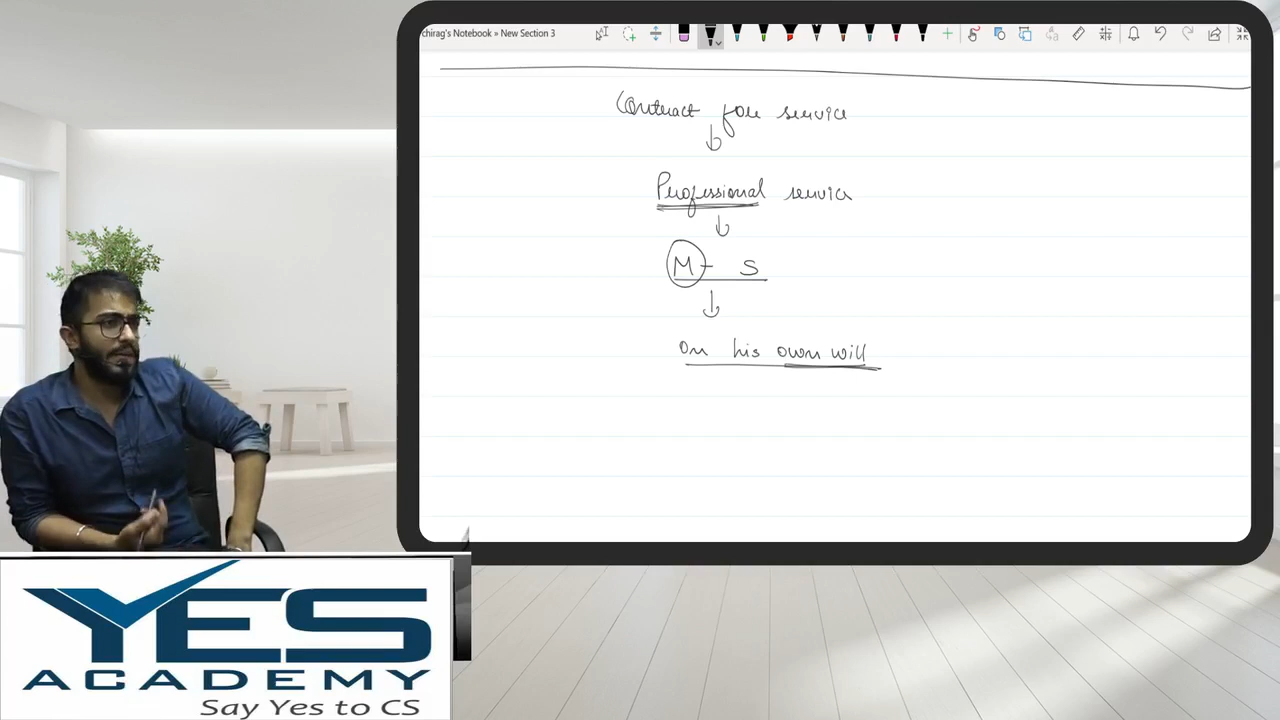 chirag's Notebook » New Section 3
Contract for service
Professional service
M - S
on his own will
YES
ACADEMY
Say Yes to CS